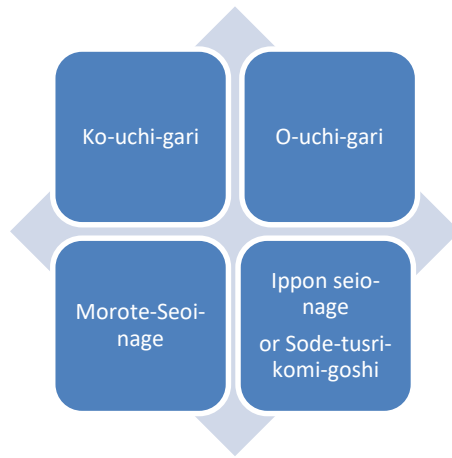 Ko-uchi-gari
O-uchi-gari
Morote-Seoi-
nage
Ippon seio-
nage
or Sode-tusri-
komi-goshi